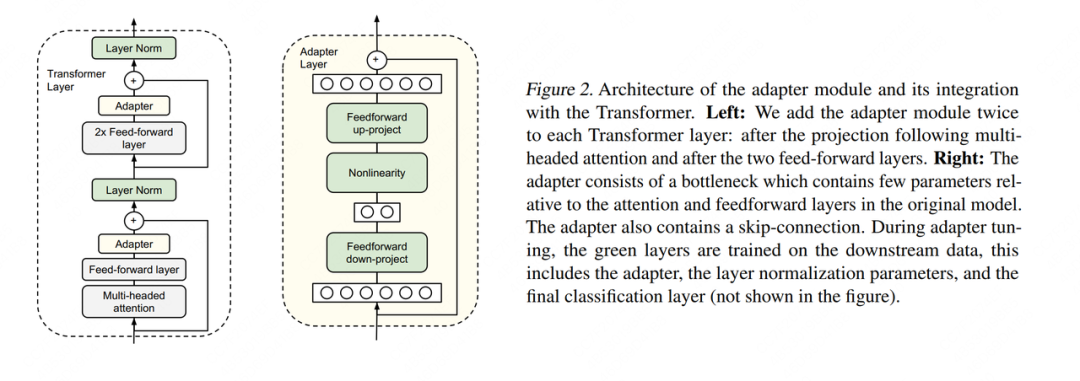 Layer Norm
Transformer
Layer
+
Adapter
2x Feed-forward
layer
Layer Norm
+
Adapter
Feed-forward layer
Multi-headed
attention
Adapter
Layer
+
Feedforward
up-project
Nonlinearity
Feedforward
down-project
Figure 2. Architecture of the adapter module and its integration
with the Transformer. Left: We add the adapter module twice
to each Transformer layer: after the projection following multi-
headed attention and after the two feed-forward layers. Right: The
adapter consists of a bottleneck which contains few parameters rel-
ative to the attention and feedforward layers in the original model.
The adapter also contains a skip-connection. During adapter tun-
ing, the green layers are trained on the downstream data, this
includes the adapter, the layer normalization parameters, and the
final classification layer (not shown in the figure).